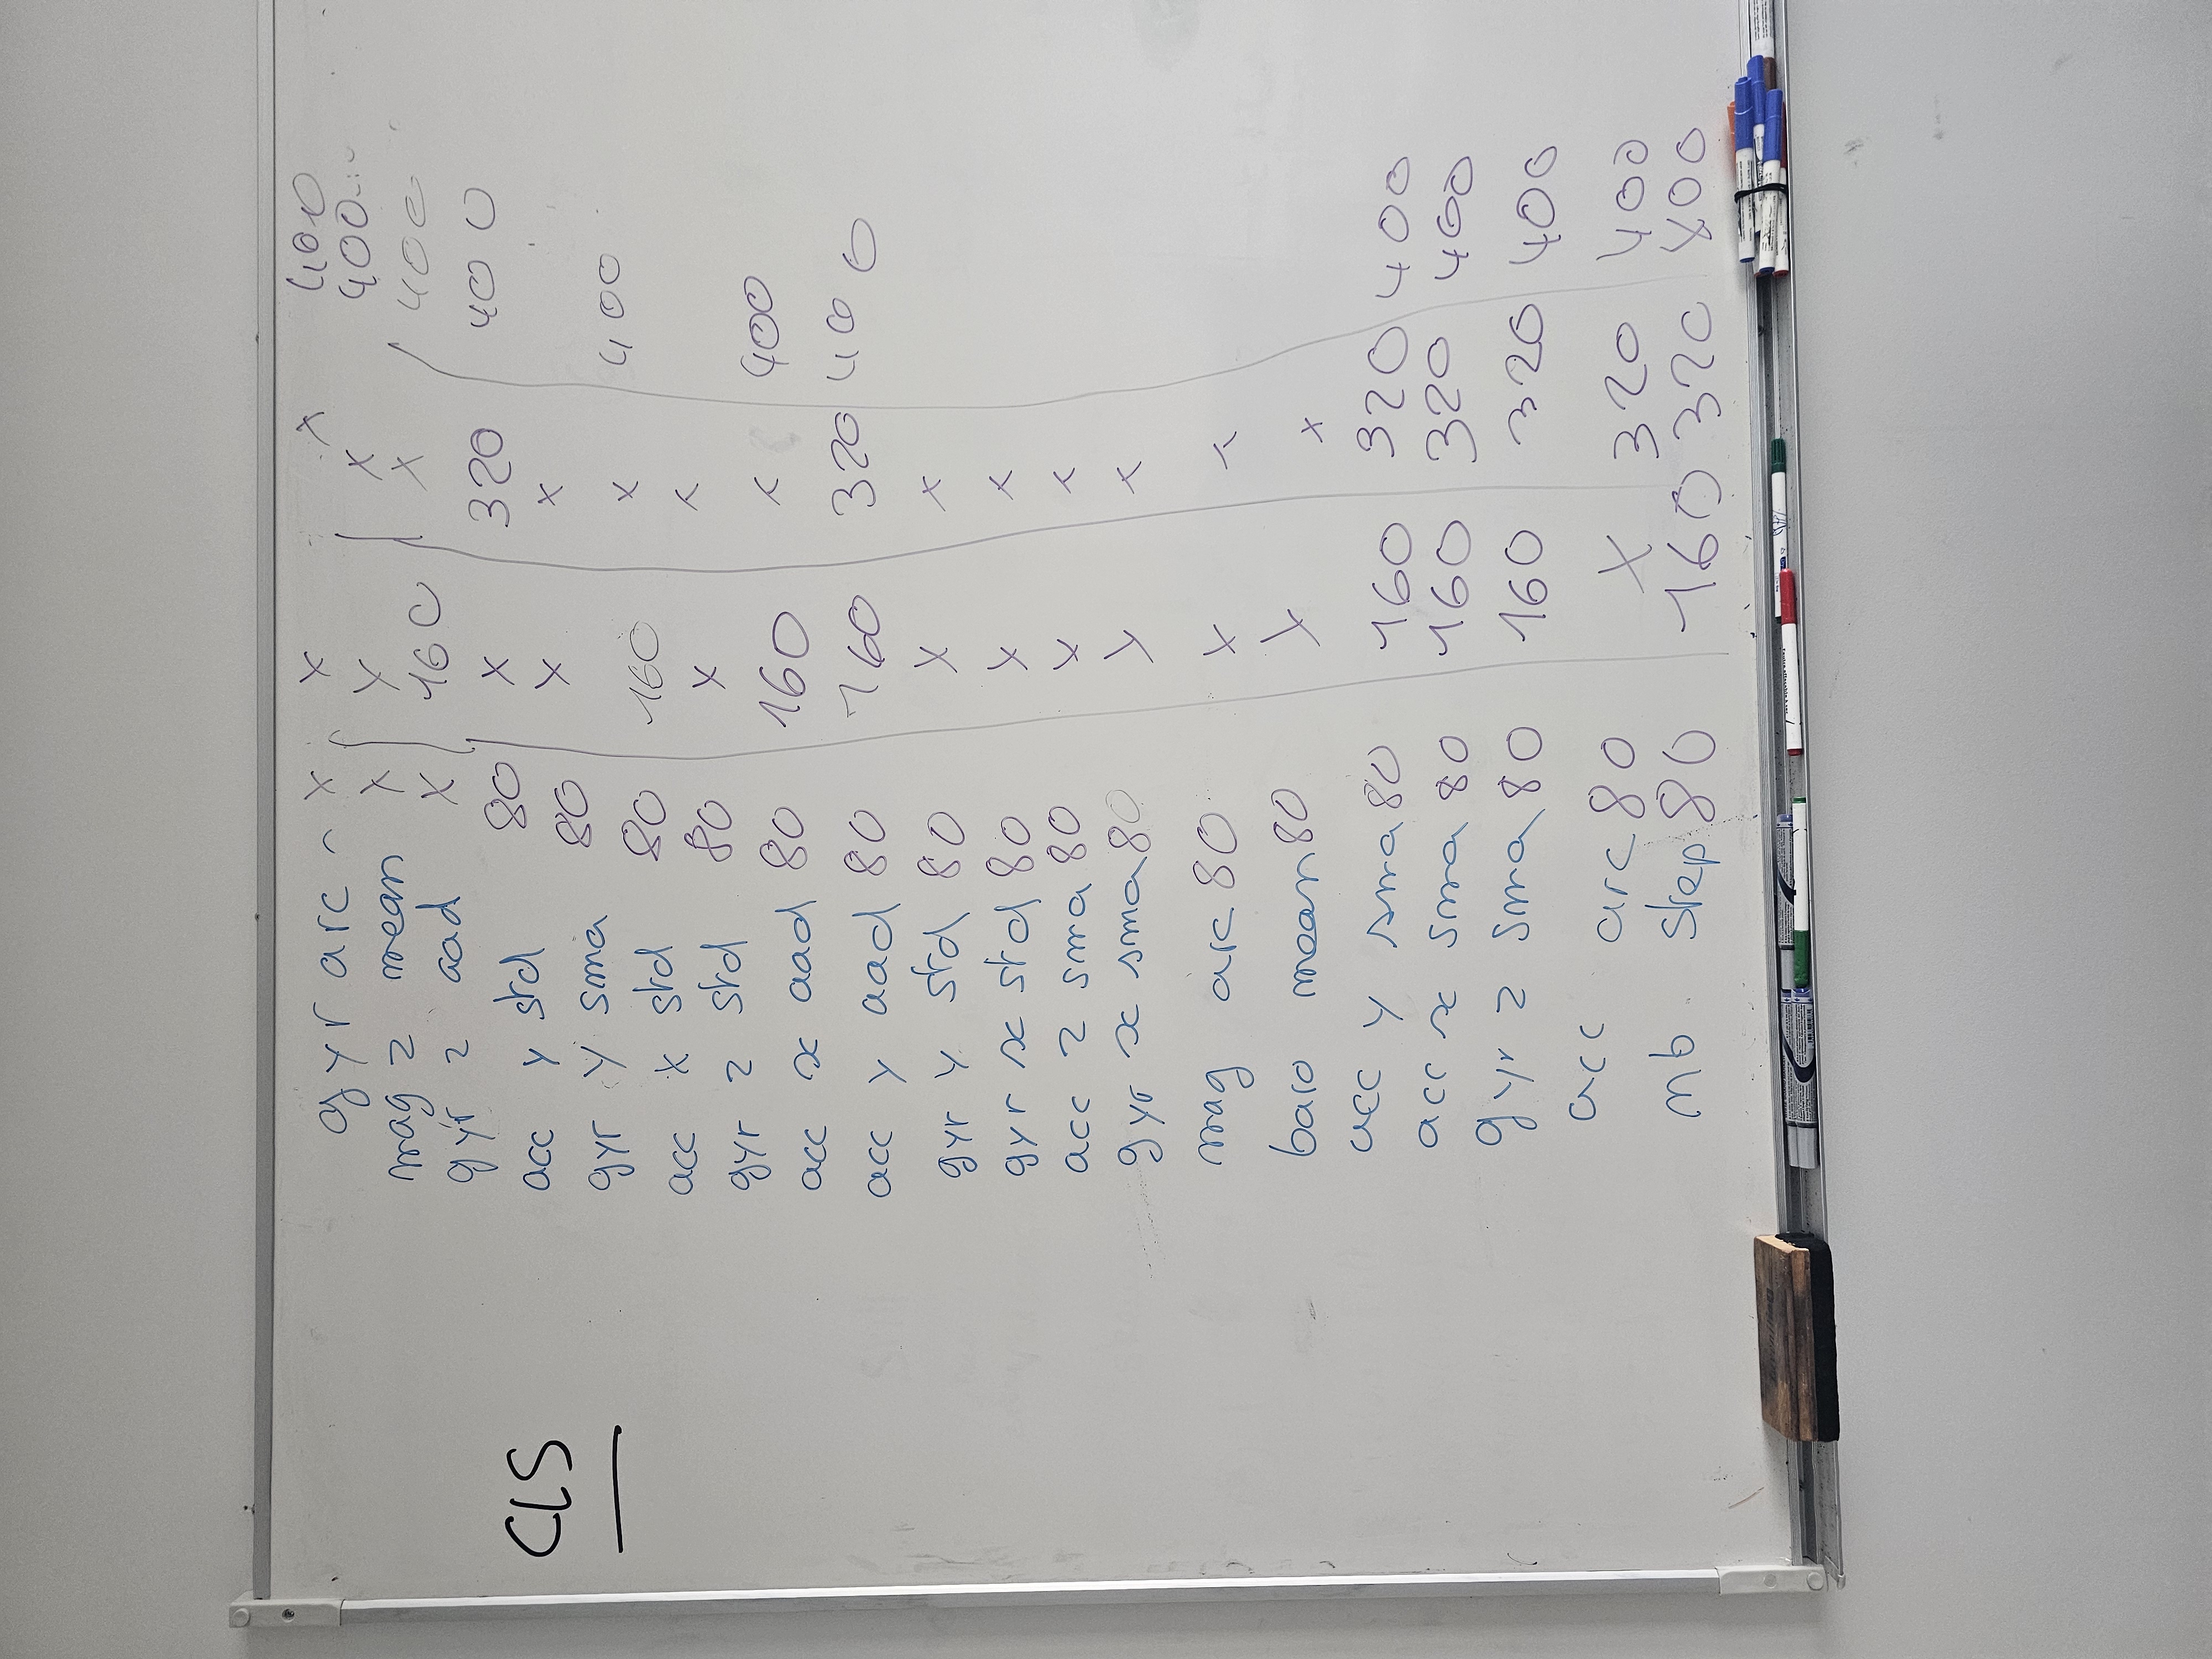 CLS
gyr arc - x x x 400
mag z mean x x x 400
gyr z aad x 160 x 400
acc y std 80 x 320 400
gyr y sma 80 x x
acc x std 80 160 x 400
gyr z std 80 x x
acc x aad 80 160 x 400
acc y aad 80 160 320 400
gyr y std 80 x x
gyr x std 80 x x
acc z sma 80 x x
gyr x sma 80 x x
mag arc 80 x x
baro mean 80 x x
acc y sma 80 160 320 400
acc x sma 80 160 320 400
gyr z sma 80 160 320 400
acc arc 80 x 320 400
nb step 80 160 320 400